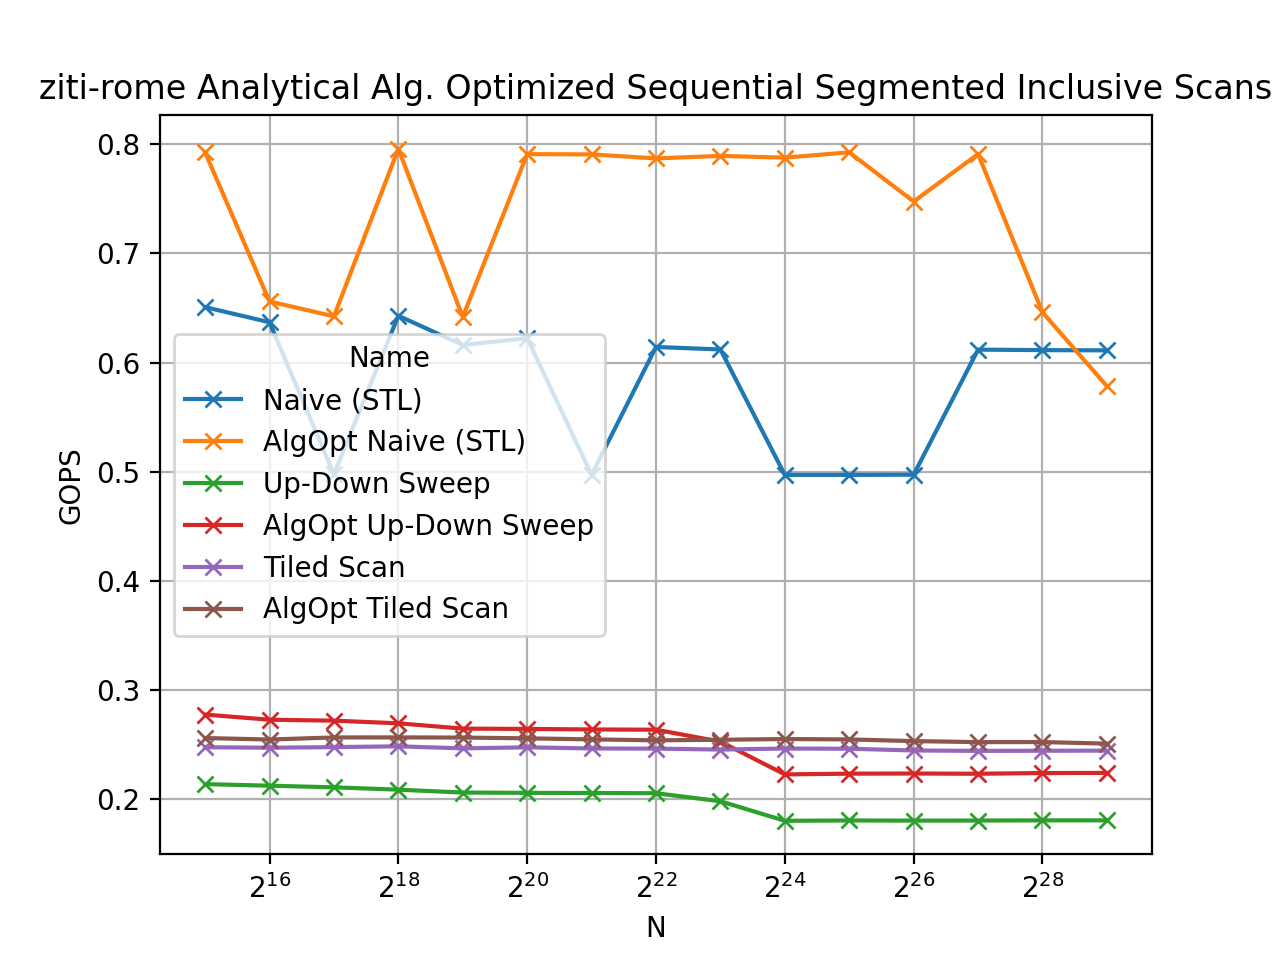 ziti-rome Analytical Alg. Optimized Sequential Segmented Inclusive Scans
0.8
0.7
0.6
0.5
0.4
0.3
0.2
GOPS
Name
Naive (STL)
AlgOpt Naive (STL)
Up-Down Sweep
AlgOpt Up-Down Sweep
Tiled Scan
AlgOpt Tiled Scan
2^16 2^18 2^20 2^22 2^24 2^26 2^28
N